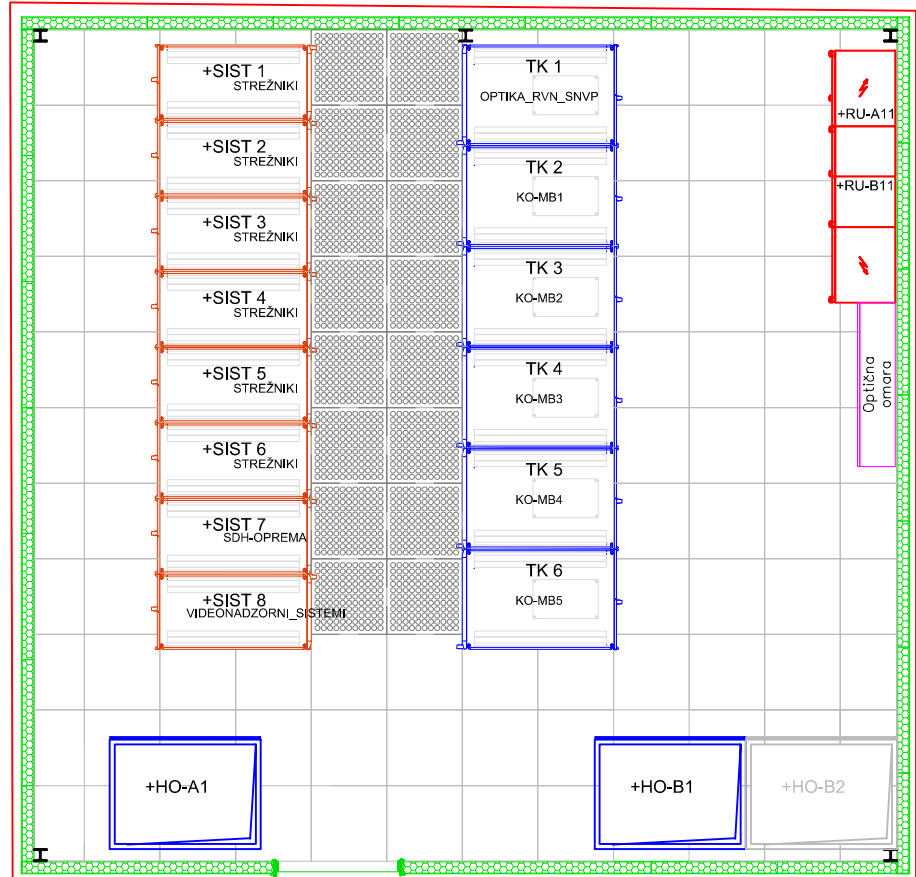 +SIST 1
STREŽNIKI
+SIST 2
STREŽNIKI
+SIST 3
STREŽNIKI
+SIST 4
STREŽNIKI
+SIST 5
STREŽNIKI
+SIST 6
STREŽNIKI
+SIST 7
SDH-OPREMA
+SIST 8
VIDEONADZORNI_SISTEMI
TK 1
OPTIKA_RVN_SNVP
TK 2
KO-MB1
TK 3
KO-MB2
TK 4
KO-MB3
TK 5
KO-MB4
TK 6
KO-MB5
+RU-A11
+RU-B11
Optična
omara
+HO-A1
+HO-B1
+HO-B2